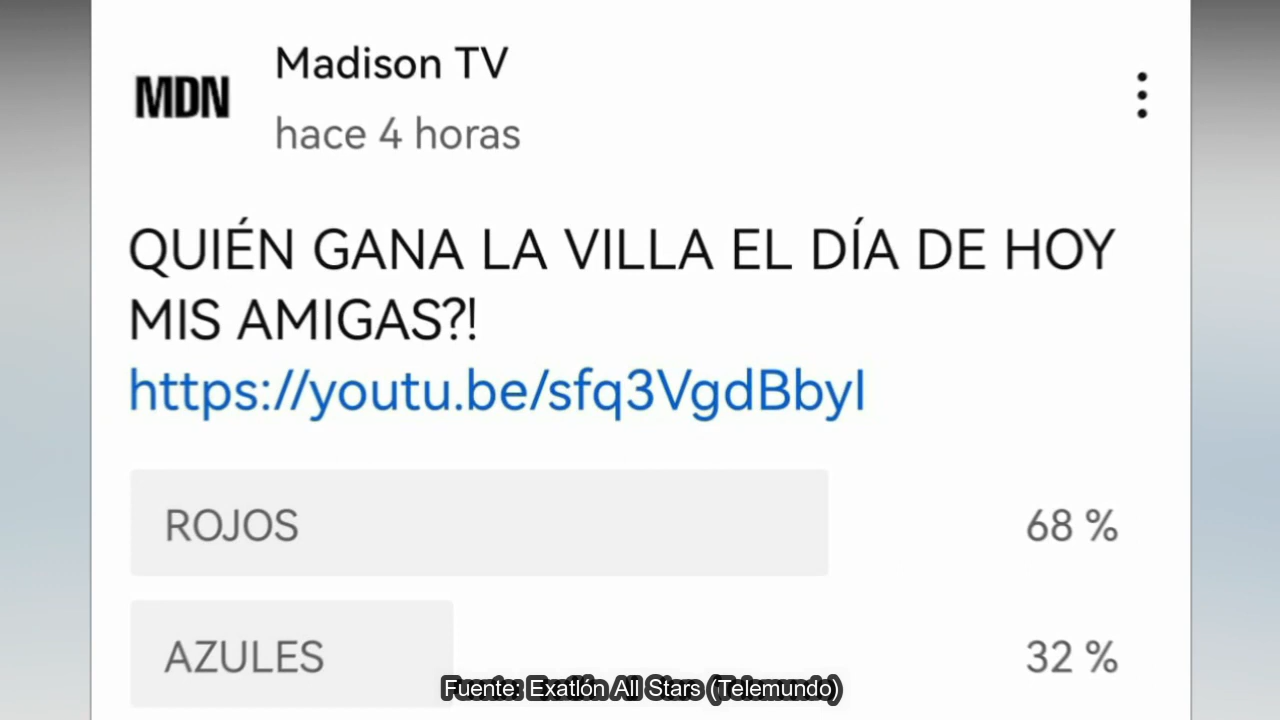 MDN
Madison TV
hace 4 horas
QUIÉN GANA LA VILLA EL DÍA DE HOY
MIS AMIGAS?!
https://youtu.be/sfq3VgdBbyI
ROJOS 68 %
AZULES 32 %
Fuente: Exatlón All Stars (Telemundo)